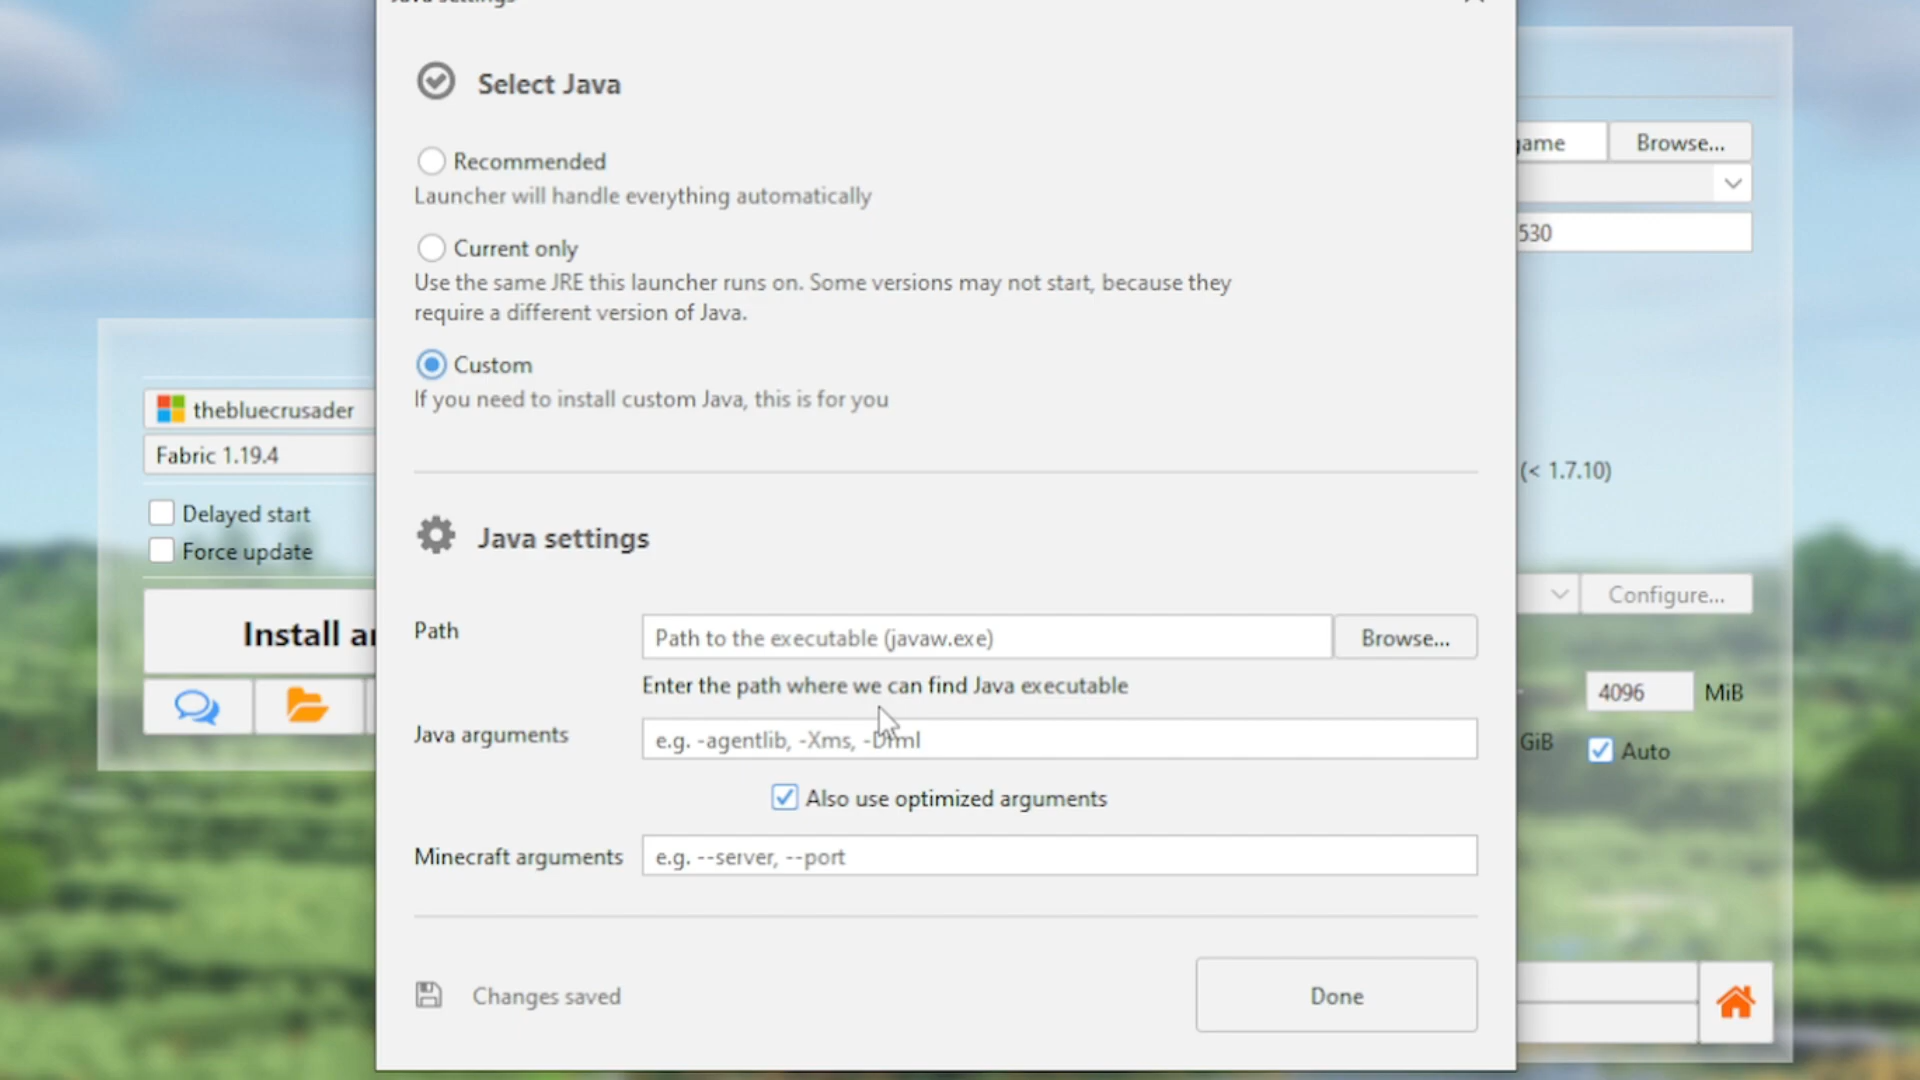 Java settings
Select Java
Recommended
Launcher will handle everything automatically
Current only
Use the same JRE this launcher runs on. Some versions may not start, because they
require a different version of Java.
Custom
If you need to install custom Java, this is for you
Java settings
Path
Path to the executable (javaw.exe)
Browse...
Enter the path where we can find Java executable
Java arguments
e.g. -agentlib, -Xms, -Dfml
Also use optimized arguments
Minecraft arguments
e.g. --server, --port
Changes saved
Done
thebluecrusader
Fabric 1.19.4
Delayed start
Force update
Install
game
Browse...
530
(< 1.7.10)
Configure...
4096
MiB
GiB
Auto